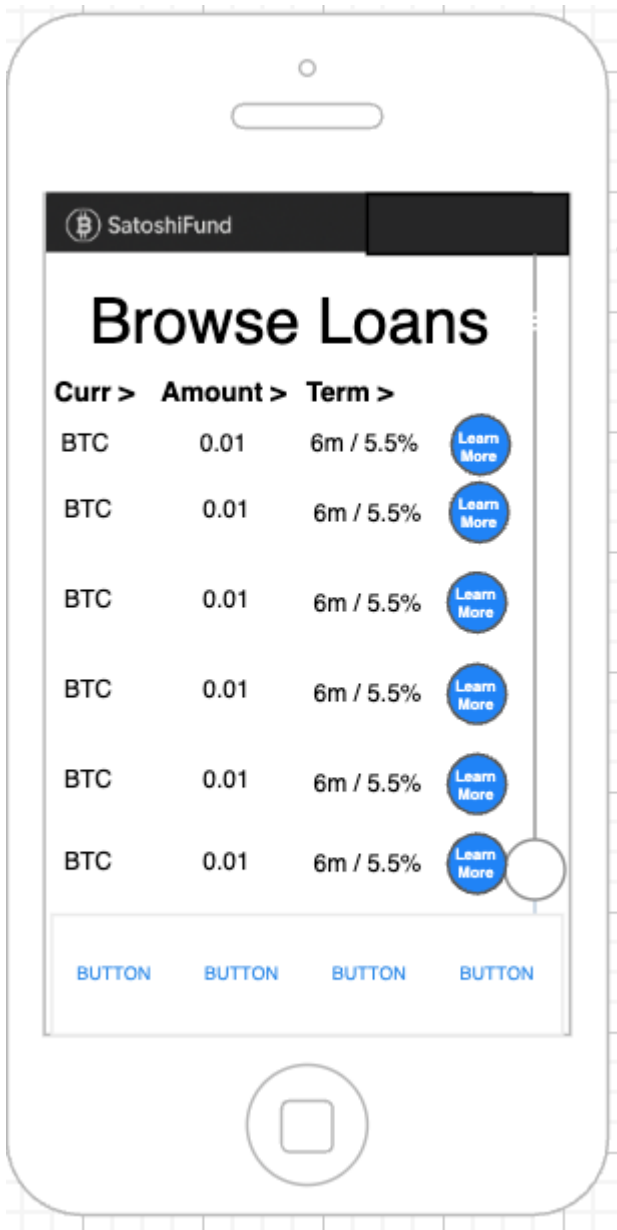 SatoshiFund
Browse Loans
Curr > Amount > Term >
BTC 0.01 6m / 5.5% Learn More
BTC 0.01 6m / 5.5% Learn More
BTC 0.01 6m / 5.5% Learn More
BTC 0.01 6m / 5.5% Learn More
BTC 0.01 6m / 5.5% Learn More
BTC 0.01 6m / 5.5% Learn More
BUTTON BUTTON BUTTON BUTTON